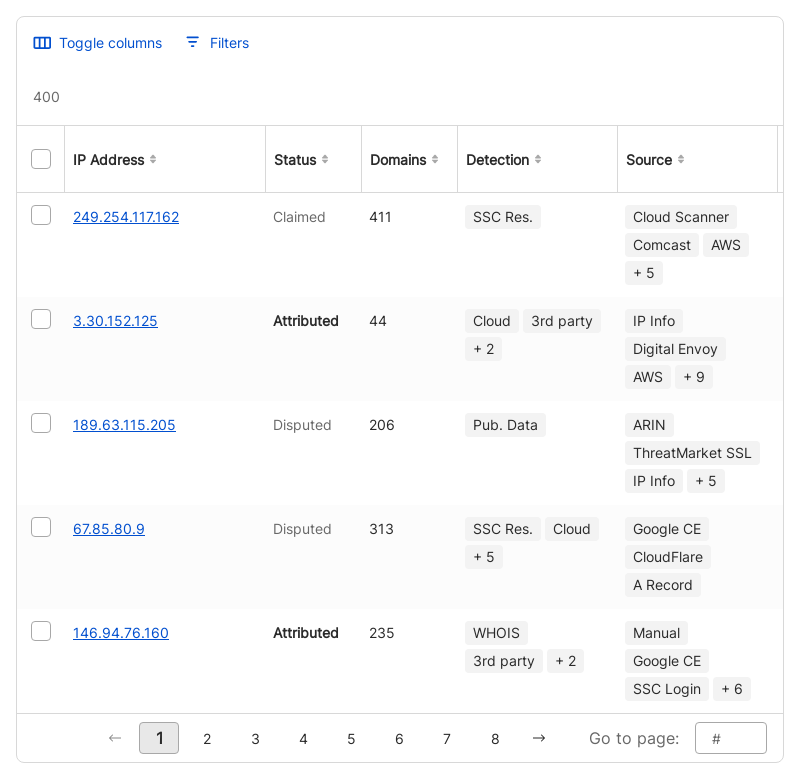 Toggle columns Filters
400
IP Address Status Domains Detection Source
249.254.117.162 Claimed 411 SSC Res. Cloud Scanner
Comcast AWS
+ 5
3.30.152.125 Attributed 44 Cloud 3rd party IP Info
+ 2 Digital Envoy
AWS + 9
189.63.115.205 Disputed 206 Pub. Data ARIN
ThreatMarket SSL
IP Info + 5
67.85.80.9 Disputed 313 SSC Res. Cloud Google CE
+ 5 CloudFlare
A Record
146.94.76.160 Attributed 235 WHOIS Manual
3rd party + 2 Google CE
SSC Login + 6
← 1 2 3 4 5 6 7 8 → Go to page: #